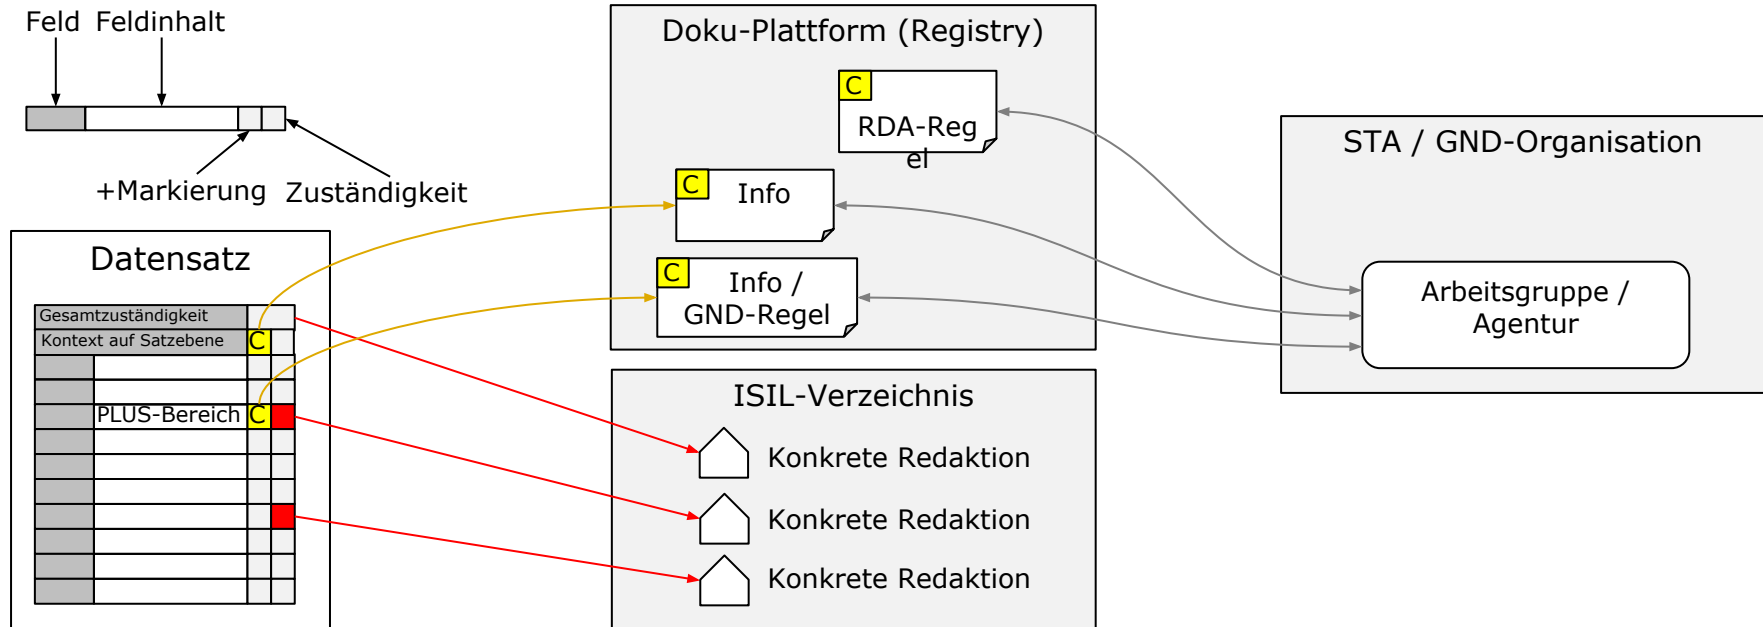 Feld Feldinhalt
+Markierung Zuständigkeit
Datensatz
Gesamtzuständigkeit
Kontext auf Satzebene C
PLUS-Bereich C
Doku-Plattform (Registry)
C
RDA-Reg
el
C Info
C Info /
GND-Regel
ISIL-Verzeichnis
Konkrete Redaktion
Konkrete Redaktion
Konkrete Redaktion
STA / GND-Organisation
Arbeitsgruppe /
Agentur